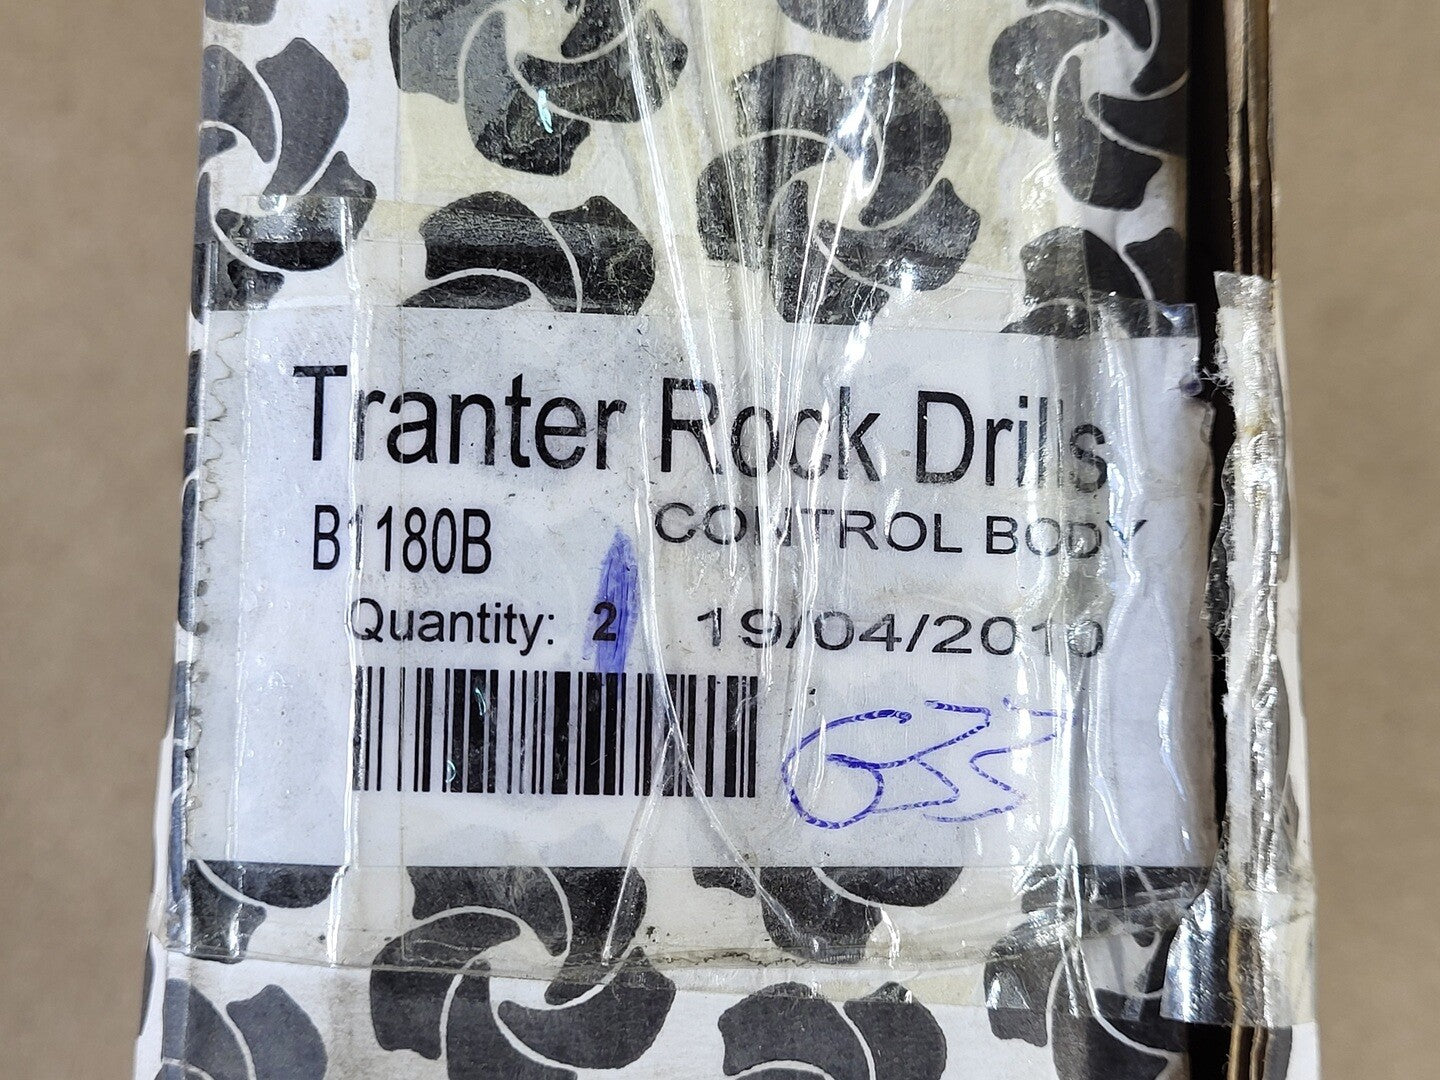 Tranter Rock Drills
B1180B CONTROL BODY
Quantity: 2 19/04/2010